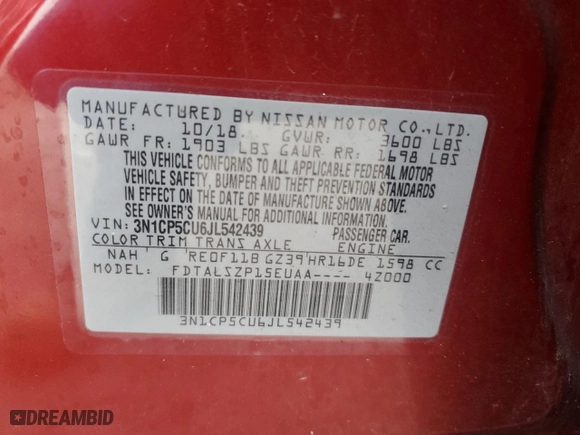 MANUFACTURED BY NISSAN MOTOR CO.,LTD.
DATE: 10/18 GVWR: 3600 LBS
GAWR FR: 1903 LBS GAWR RR: 1698 LBS
THIS VEHICLE CONFORMS TO ALL APPLICABLE FEDERAL MOTOR
VEHICLE SAFETY, BUMPER AND THEFT PREVENTION STANDARDS
IN EFFECT ON THE DATE OF MANUFACTURE SHOWN ABOVE.
SEE OWNER'S MANUAL FOR ADDITIONAL INFORMATION.
VIN: 3N1CP5CU6JL542439 PASSENGER CAR.
COLOR TRIM TRANS AXLE ENGINE
NAH G RE0F11B GZ39 HR16DE 1598 CC
MODEL: FDTALSZP15EUAA---- 4Z000
3N1CP5CU6JL542439
DREAMBID